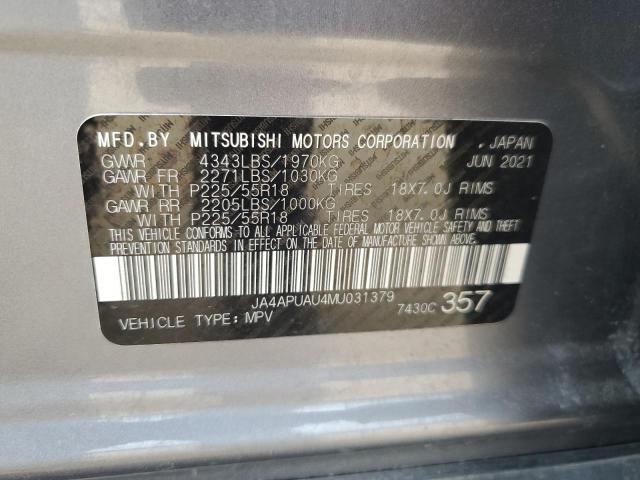 MFD.BY MITSUBISHI MOTORS CORPORATION . JAPAN
GVWR 4343LBS/1970KG JUN 2021
GAWR FR 2271LBS/1030KG
WITH P225/55R18 TIRES 18X7.0J RIMS
GAWR RR 2205LBS/1000KG
WITH P225/55R18 TIRES 18X7.0J RIMS
THIS VEHICLE CONFORMS TO ALL APPLICABLE FEDERAL MOTOR VEHICLE SAFETY AND THEFT
PREVENTION STANDARDS IN EFFECT ON THE DATE OF MANUFACTURE SHOWN ABOVE.
JA4APUAU4MU031379 7430C 357
VEHICLE TYPE: MPV